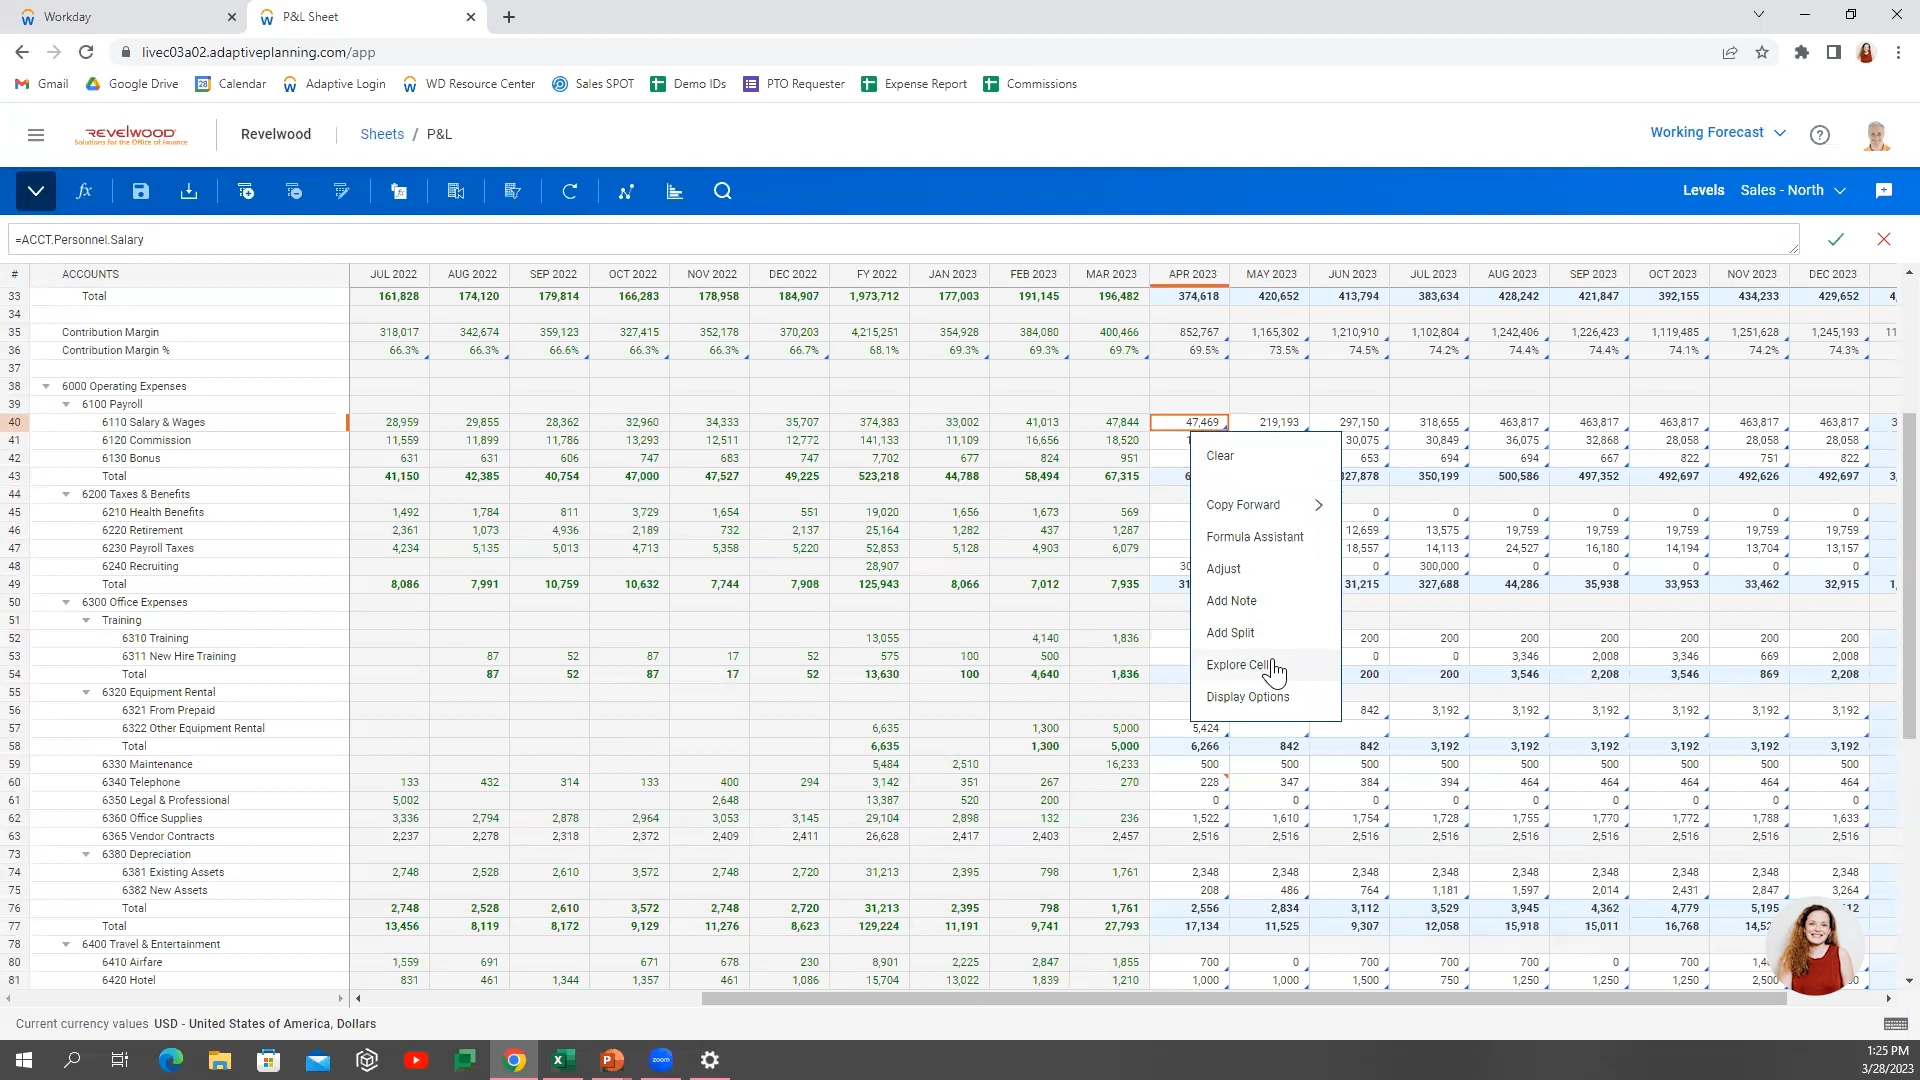 Workday
P&L Sheet
livec03a02.adaptiveplanning.com/app
Gmail Google Drive Calendar Adaptive Login WD Resource Center Sales SPOT Demo IDs PTO Requester Expense Report Commissions
REVELWOOD
Solutions for the Office of Finance
Revelwood
Sheets / P&L
Working Forecast
Levels Sales - North
=ACCT.Personnel.Salary
# ACCOUNTS JUL 2022 AUG 2022 SEP 2022 OCT 2022 NOV 2022 DEC 2022 FY 2022 JAN 2023 FEB 2023 MAR 2023 APR 2023 MAY 2023 JUN 2023 JUL 2023 AUG 2023 SEP 2023 OCT 2023 NOV 2023 DEC 2023
33 Total 161,828 174,120 179,814 166,283 178,958 184,907 1,973,712 177,003 191,145 196,482 374,618 420,652 413,794 383,634 428,242 421,847 392,155 434,233 429,652 4,
34
35 Contribution Margin 318,017 342,674 359,123 327,415 352,178 370,203 4,215,251 354,928 384,080 400,466 852,767 1,165,302 1,210,910 1,102,804 1,242,406 1,226,423 1,119,485 1,251,628 1,245,193 11
36 Contribution Margin % 66.3% 66.3% 66.6% 66.3% 66.3% 66.7% 68.1% 69.3% 69.3% 69.7% 69.5% 73.5% 74.5% 74.2% 74.4% 74.4% 74.1% 74.2% 74.3%
37
38 6000 Operating Expenses
39 6100 Payroll
40 6110 Salary & Wages 28,959 29,855 28,362 32,960 34,333 35,707 374,383 33,002 41,013 47,844 47,469 219,193 297,150 318,655 463,817 463,817 463,817 463,817 463,817 3
41 6120 Commission 11,559 11,899 11,786 13,293 12,511 12,772 141,133 11,109 16,656 18,520 1 30,075 30,849 36,075 32,868 28,058 28,058 28,058
42 6130 Bonus 631 631 606 747 683 747 7,702 677 824 951 653 694 694 667 822 751 822
43 Total 41,150 42,385 40,754 47,000 47,527 49,225 523,218 44,788 58,494 67,315 6 327,878 350,199 500,586 497,352 492,697 492,626 492,697 3,
44 6200 Taxes & Benefits
45 6210 Health Benefits 1,492 1,784 811 3,729 1,654 551 19,020 1,656 1,673 569 0 0 0 0 0 0 0
46 6220 Retirement 2,361 1,073 4,936 2,189 732 2,137 25,164 1,282 437 1,287 12,659 13,575 19,759 19,759 19,759 19,759 19,759
47 6230 Payroll Taxes 4,234 5,135 5,013 4,713 5,358 5,220 52,853 5,128 4,903 6,079 18,557 14,113 24,527 16,180 14,194 13,704 13,157
48 6240 Recruiting 28,907 30 0 300,000 0 0 0 0 0
49 Total 8,086 7,991 10,759 10,632 7,744 7,908 125,943 8,066 7,012 7,935 31 31,215 327,688 44,286 35,938 33,953 33,462 32,915 1,
50 6300 Office Expenses
51 Training
52 6310 Training 13,055 4,140 1,836 200 200 200 200 200 200 200
53 6311 New Hire Training 87 52 87 17 52 575 100 500 0 0 3,346 2,008 3,346 669 2,008
54 Total 87 52 87 17 52 13,630 100 4,640 1,836 200 200 3,546 2,208 3,546 869 2,208
55 6320 Equipment Rental
56 6321 From Prepaid 842 3,192 3,192 3,192 3,192 3,192 3,192
57 6322 Other Equipment Rental 6,635 1,300 5,000 5,424
58 Total 6,635 1,300 5,000 6,266 842 842 3,192 3,192 3,192 3,192 3,192 3,192
59 6330 Maintenance 5,484 2,510 16,233 500 500 500 500 500 500 500 500 500
60 6340 Telephone 133 432 314 133 400 294 3,142 351 267 270 228 347 384 394 464 464 464 464 464
61 6350 Legal & Professional 5,002 2,648 13,387 520 200 0 0 0 0 0 0 0 0 0
62 6360 Office Supplies 3,336 2,794 2,878 2,964 3,053 3,145 29,104 2,898 132 236 1,522 1,610 1,754 1,728 1,755 1,770 1,772 1,788 1,633
63 6365 Vendor Contracts 2,237 2,278 2,318 2,372 2,409 2,411 26,628 2,417 2,403 2,457 2,516 2,516 2,516 2,516 2,516 2,516 2,516 2,516 2,516
73 6380 Depreciation
74 6381 Existing Assets 2,748 2,528 2,610 3,572 2,748 2,720 31,213 2,395 798 1,761 2,348 2,348 2,348 2,348 2,348 2,348 2,348 2,348 2,348
75 6382 New Assets 208 486 764 1,181 1,597 2,014 2,431 2,847 3,264
76 Total 2,748 2,528 2,610 3,572 2,748 2,720 31,213 2,395 798 1,761 2,556 2,834 3,112 3,529 3,945 4,362 4,779 5,195 12
77 Total 13,456 8,119 8,172 9,129 11,276 8,623 129,224 11,191 9,741 27,793 17,134 11,525 9,307 12,058 15,918 15,011 16,768 14,52
78 6400 Travel & Entertainment
80 6410 Airfare 1,559 691 671 678 230 8,901 2,225 2,847 1,855 700 0 700 700 700 0 700 1,4
81 6420 Hotel 831 461 1,344 1,357 461 1,086 15,704 13,022 1,839 1,210 1,000 1,000 1,500 750 1,250 1,250 1,250 2,500
Clear
Copy Forward
Formula Assistant
Adjust
Add Note
Add Split
Explore Cell
Display Options
Current currency values USD - United States of America, Dollars
zoom
1:25 PM
3/28/2023